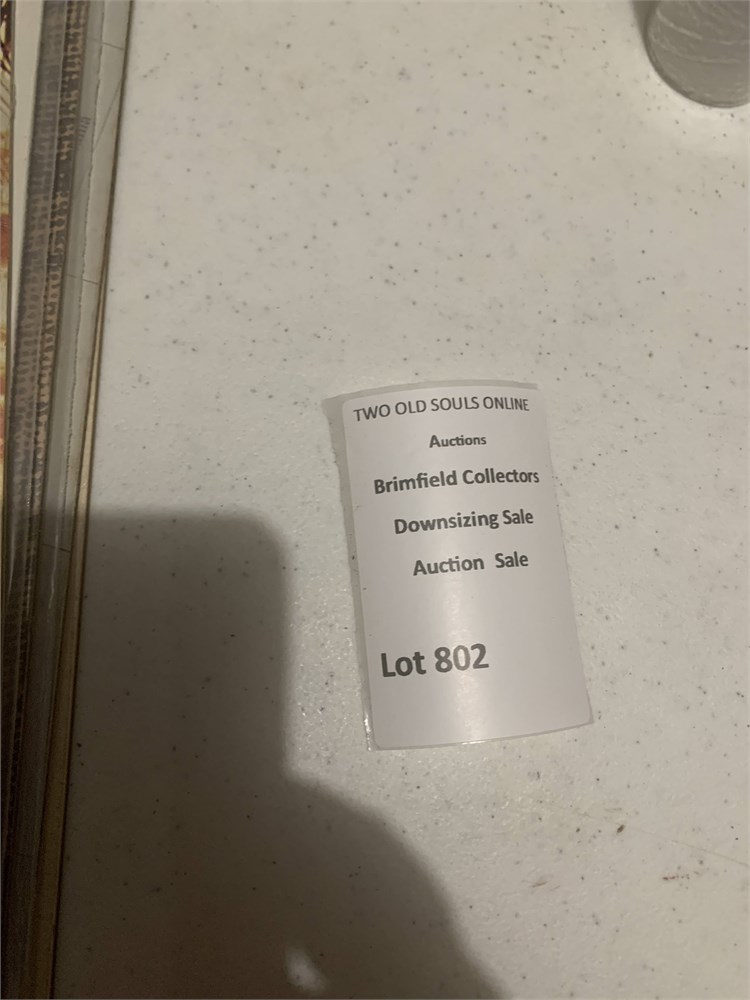 TWO OLD SOULS ONLINE
Auctions
Brimfield Collectors
Downsizing Sale
Auction Sale
Lot 802